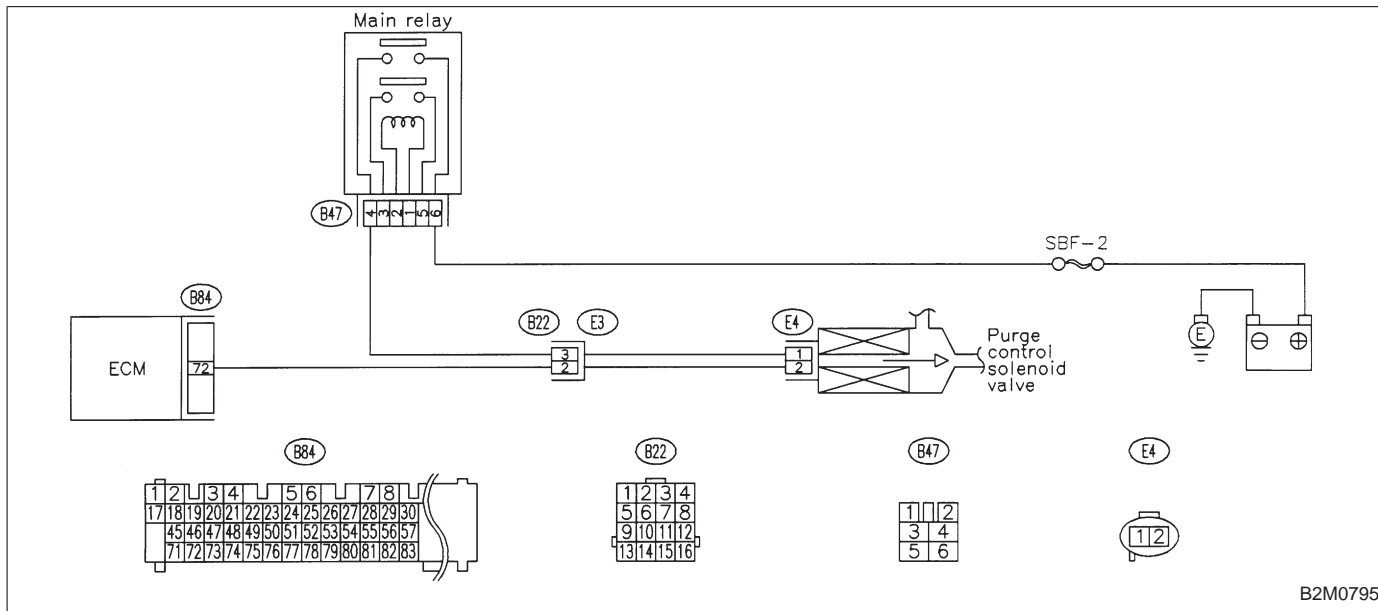 Main relay
B47
4 3 2 1 5 6
SBF-2
B84
ECM
72
B22
E3
3
2
E4
1
2
Purge
control
solenoid
valve
E
⊖ ⊕
B84
1 2 3 4 5 6 7 8
17 18 19 20 21 22 23 24 25 26 27 28 29 30
45 46 47 48 49 50 51 52 53 54 55 56 57
71 72 73 74 75 76 77 78 79 80 81 82 83
B22
1 2 3 4
5 6 7 8
9 10 11 12
13 14 15 16
B47
1 2
3 4
5 6
E4
1 2
B2M0795